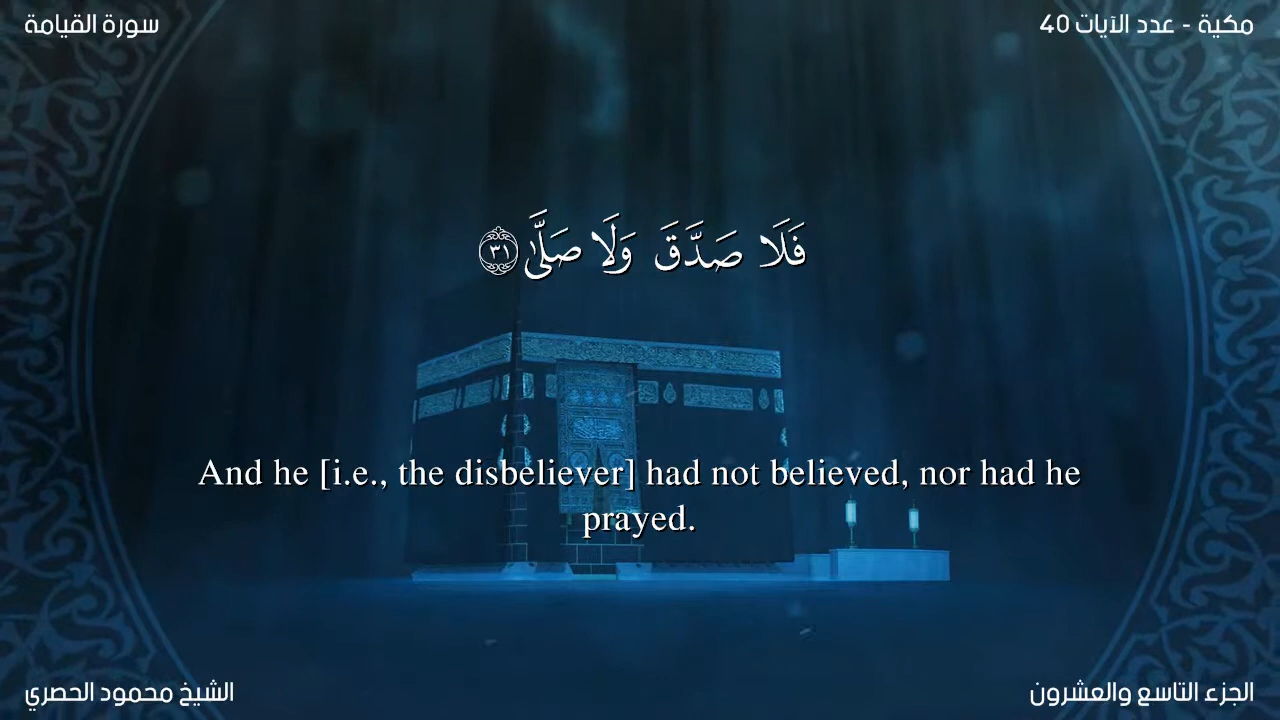 سورة القيامة
مكية - عدد الآيات 40
فَلَا صَدَّقَ وَلَا صَلَّىٰ ٣١
And he [i.e., the disbeliever] had not believed, nor had he
prayed.
الشيخ محمود الحصري
الجزء التاسع والعشرون